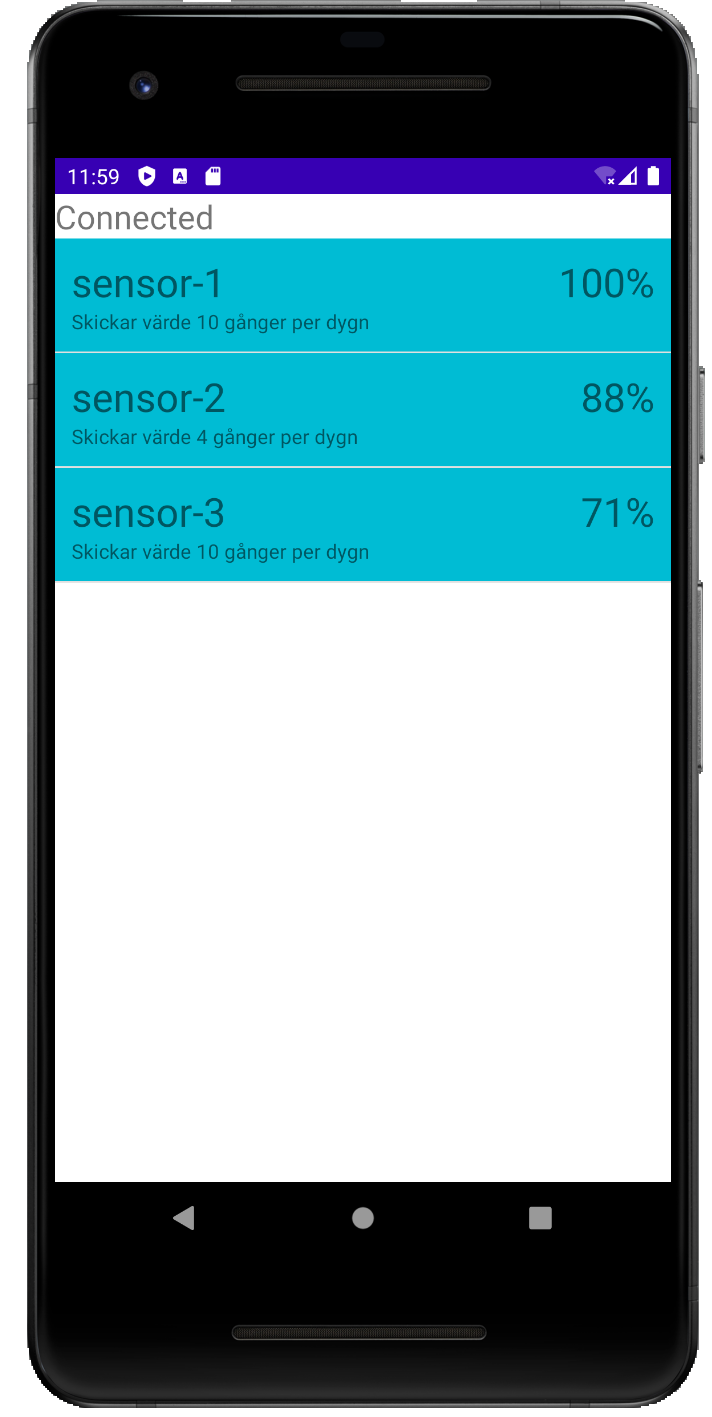 11:59
Connected
sensor-1 100%
Skickar värde 10 gånger per dygn
sensor-2 88%
Skickar värde 4 gånger per dygn
sensor-3 71%
Skickar värde 10 gånger per dygn